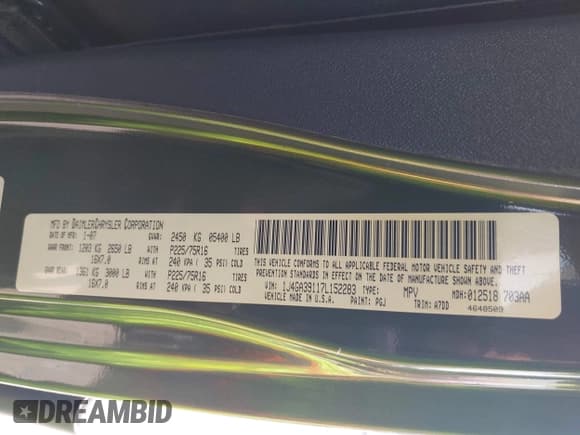 MFD BY DAIMLERCHRYSLER CORPORATION
DATE OF MFR: 1-07 GVWR: 2450 KG 05400 LB
GAWR FRONT: 1203 KG 2650 LB WITH P225/75R16 TIRES
16X7.0 RIMS AT 240 KPA ( 35 PSI) COLD
GAWR REAR: 1361 KG 3000 LB WITH P225/75R16 TIRES
16X7.0 RIMS AT 240 KPA ( 35 PSI) COLD
THIS VEHICLE CONFORMS TO ALL APPLICABLE FEDERAL MOTOR VEHICLE SAFETY AND THEFT
PREVENTION STANDARDS IN EFFECT ON THE DATE OF MANUFACTURE SHOWN ABOVE.
VIN: 1J4GA39117L152283 TYPE: MPV MDH: 012518 703AA
MADE IN U.S.A. PAINT: PGJ TRIM: A7DD 4648509
DREAMBID